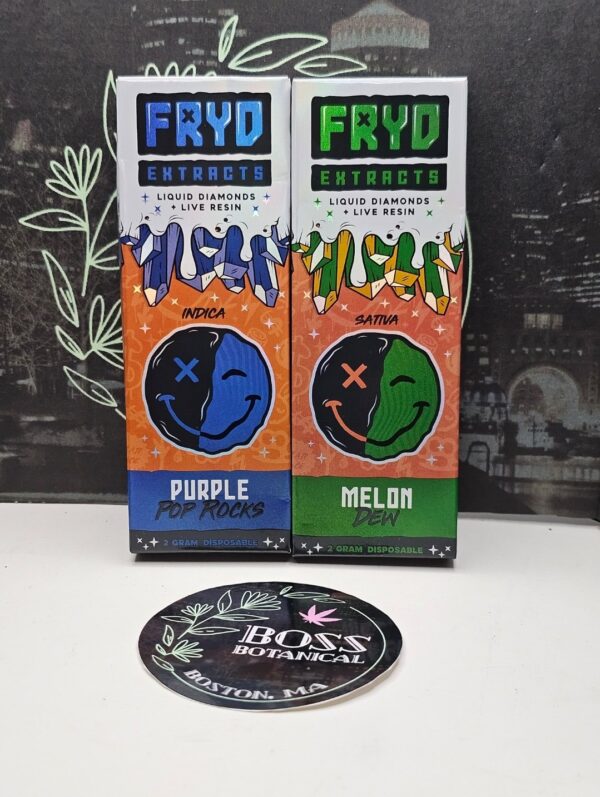 FRYD
EXTRACTS
LIQUID DIAMONDS
+ LIVE RESIN
INDICA
PURPLE
POP ROCKS
2 GRAM DISPOSABLE
FRYD
EXTRACTS
LIQUID DIAMONDS
+ LIVE RESIN
SATIVA
MELON
DEW
2 GRAM DISPOSABLE
BOSS
BOTANICAL
BOSTON, MA